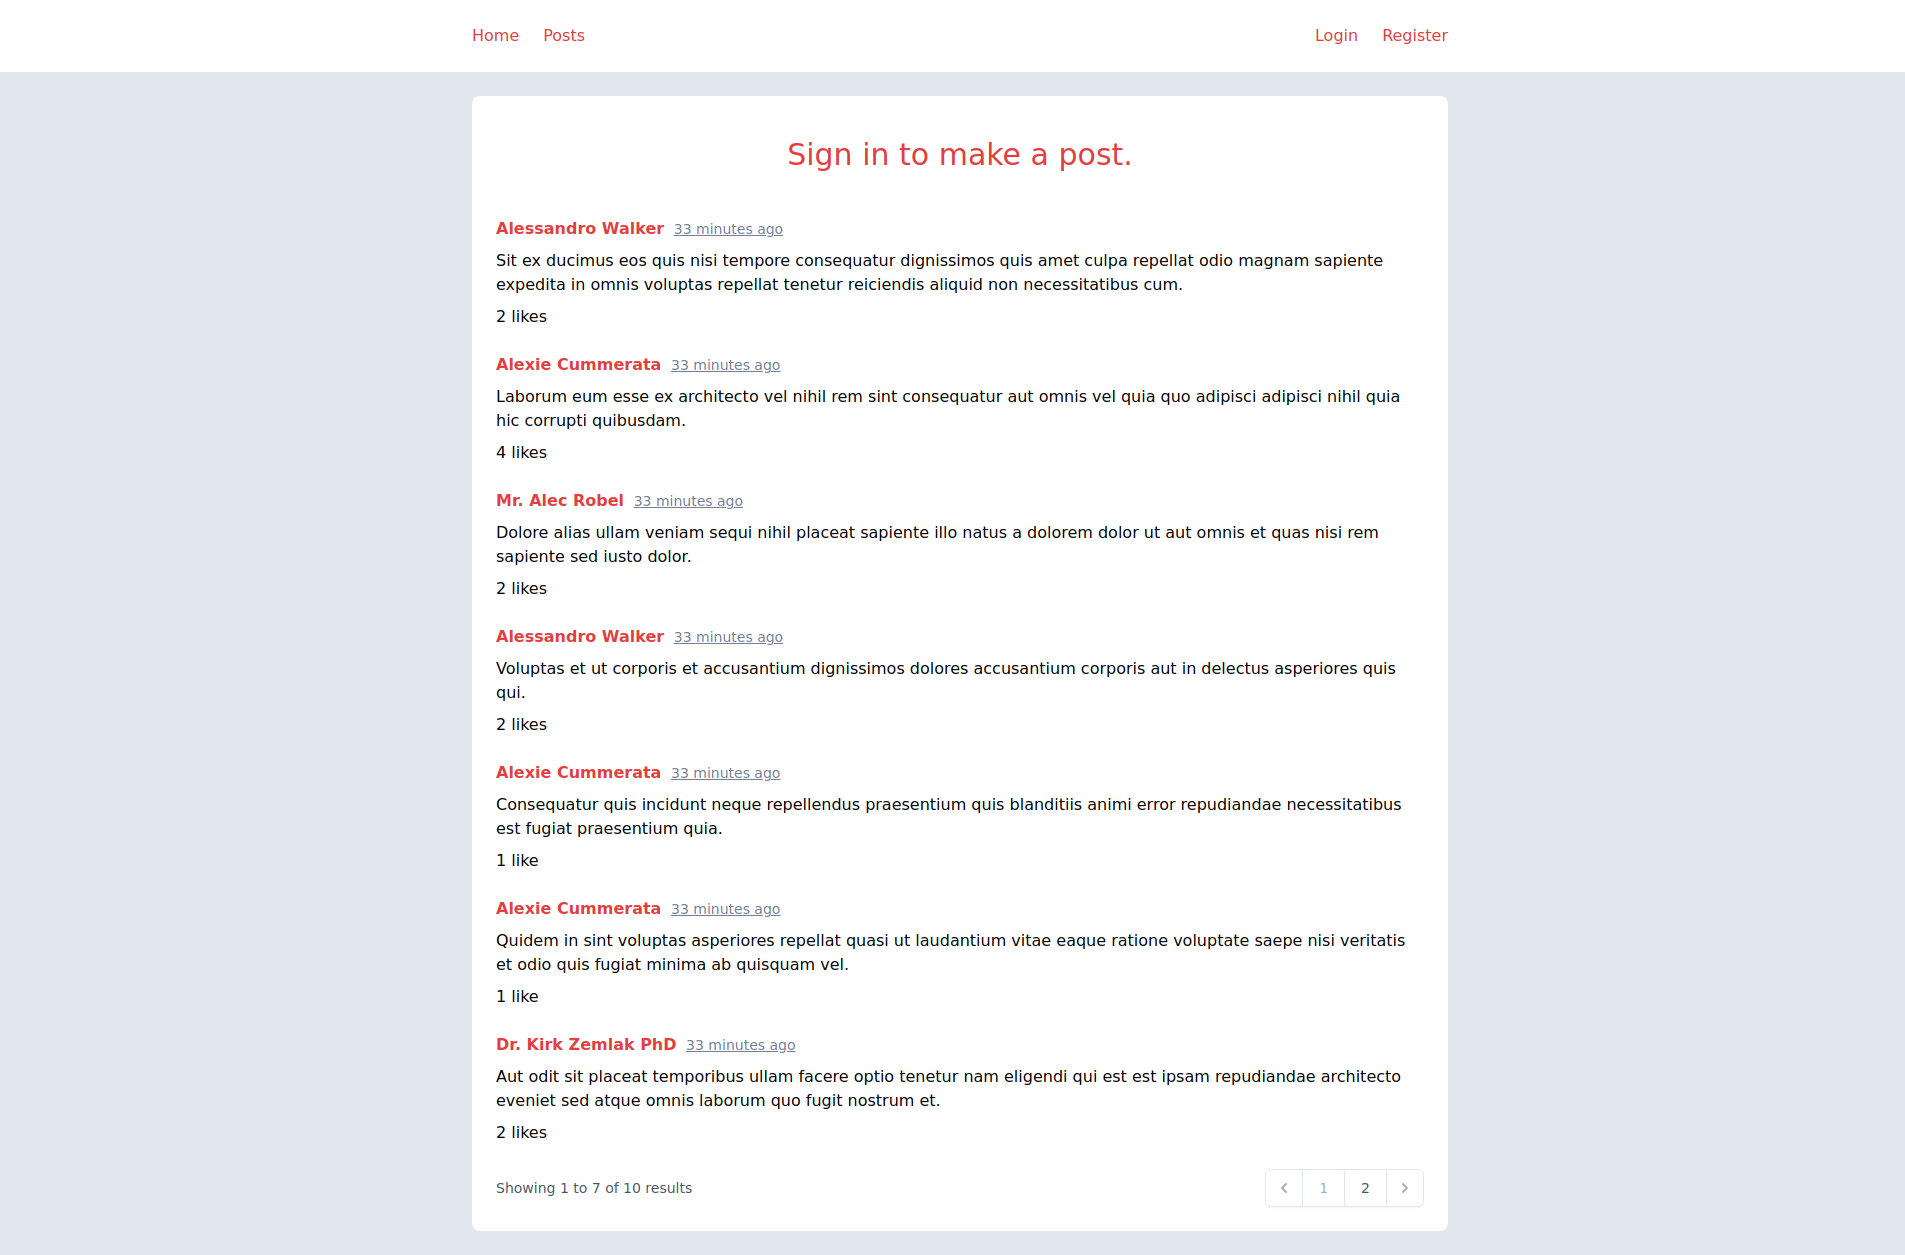 Home Posts Login Register
Sign in to make a post.
Alessandro Walker 33 minutes ago
Sit ex ducimus eos quis nisi tempore consequatur dignissimos quis amet culpa repellat odio magnam sapiente
expedita in omnis voluptas repellat tenetur reiciendis aliquid non necessitatibus cum.
2 likes
Alexie Cummerata 33 minutes ago
Laborum eum esse ex architecto vel nihil rem sint consequatur aut omnis vel quia quo adipisci adipisci nihil quia
hic corrupti quibusdam.
4 likes
Mr. Alec Robel 33 minutes ago
Dolore alias ullam veniam sequi nihil placeat sapiente illo natus a dolorem dolor ut aut omnis et quas nisi rem
sapiente sed iusto dolor.
2 likes
Alessandro Walker 33 minutes ago
Voluptas et ut corporis et accusantium dignissimos dolores accusantium corporis aut in delectus asperiores quis
qui.
2 likes
Alexie Cummerata 33 minutes ago
Consequatur quis incidunt neque repellendus praesentium quis blanditiis animi error repudiandae necessitatibus
est fugiat praesentium quia.
1 like
Alexie Cummerata 33 minutes ago
Quidem in sint voluptas asperiores repellat quasi ut laudantium vitae eaque ratione voluptate saepe nisi veritatis
et odio quis fugiat minima ab quisquam vel.
1 like
Dr. Kirk Zemlak PhD 33 minutes ago
Aut odit sit placeat temporibus ullam facere optio tenetur nam eligendi qui est est ipsam repudiandae architecto
eveniet sed atque omnis laborum quo fugit nostrum et.
2 likes
Showing 1 to 7 of 10 results 1 2